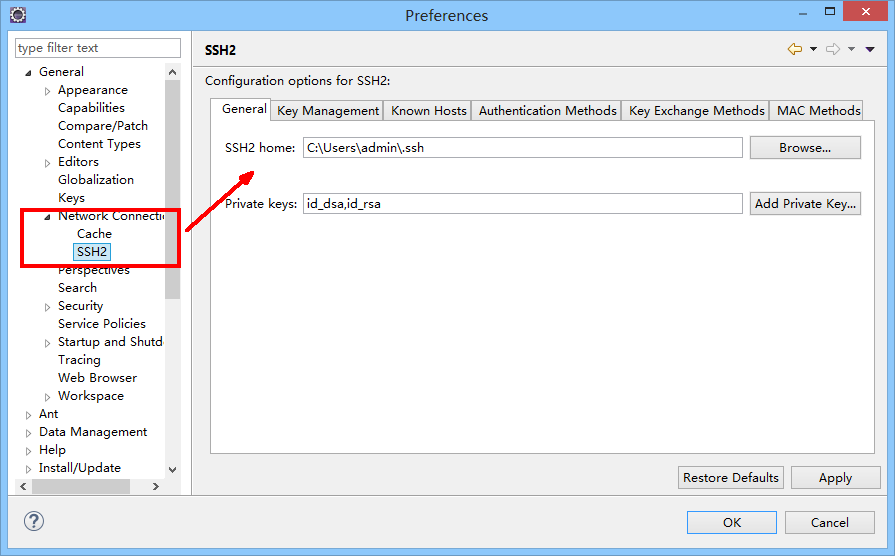 Preferences
type filter text
General
Appearance
Capabilities
Compare/Patch
Content Types
Editors
Globalization
Keys
Network Connectio
Cache
SSH2
Perspectives
Search
Security
Service Policies
Startup and Shutd
Tracing
Web Browser
Workspace
Ant
Data Management
Help
Install/Update
SSH2
Configuration options for SSH2:
General Key Management Known Hosts Authentication Methods Key Exchange Methods MAC Methods
SSH2 home: C:\Users\admin\.ssh Browse...
Private keys: id_dsa,id_rsa Add Private Key...
Restore Defaults Apply
OK Cancel